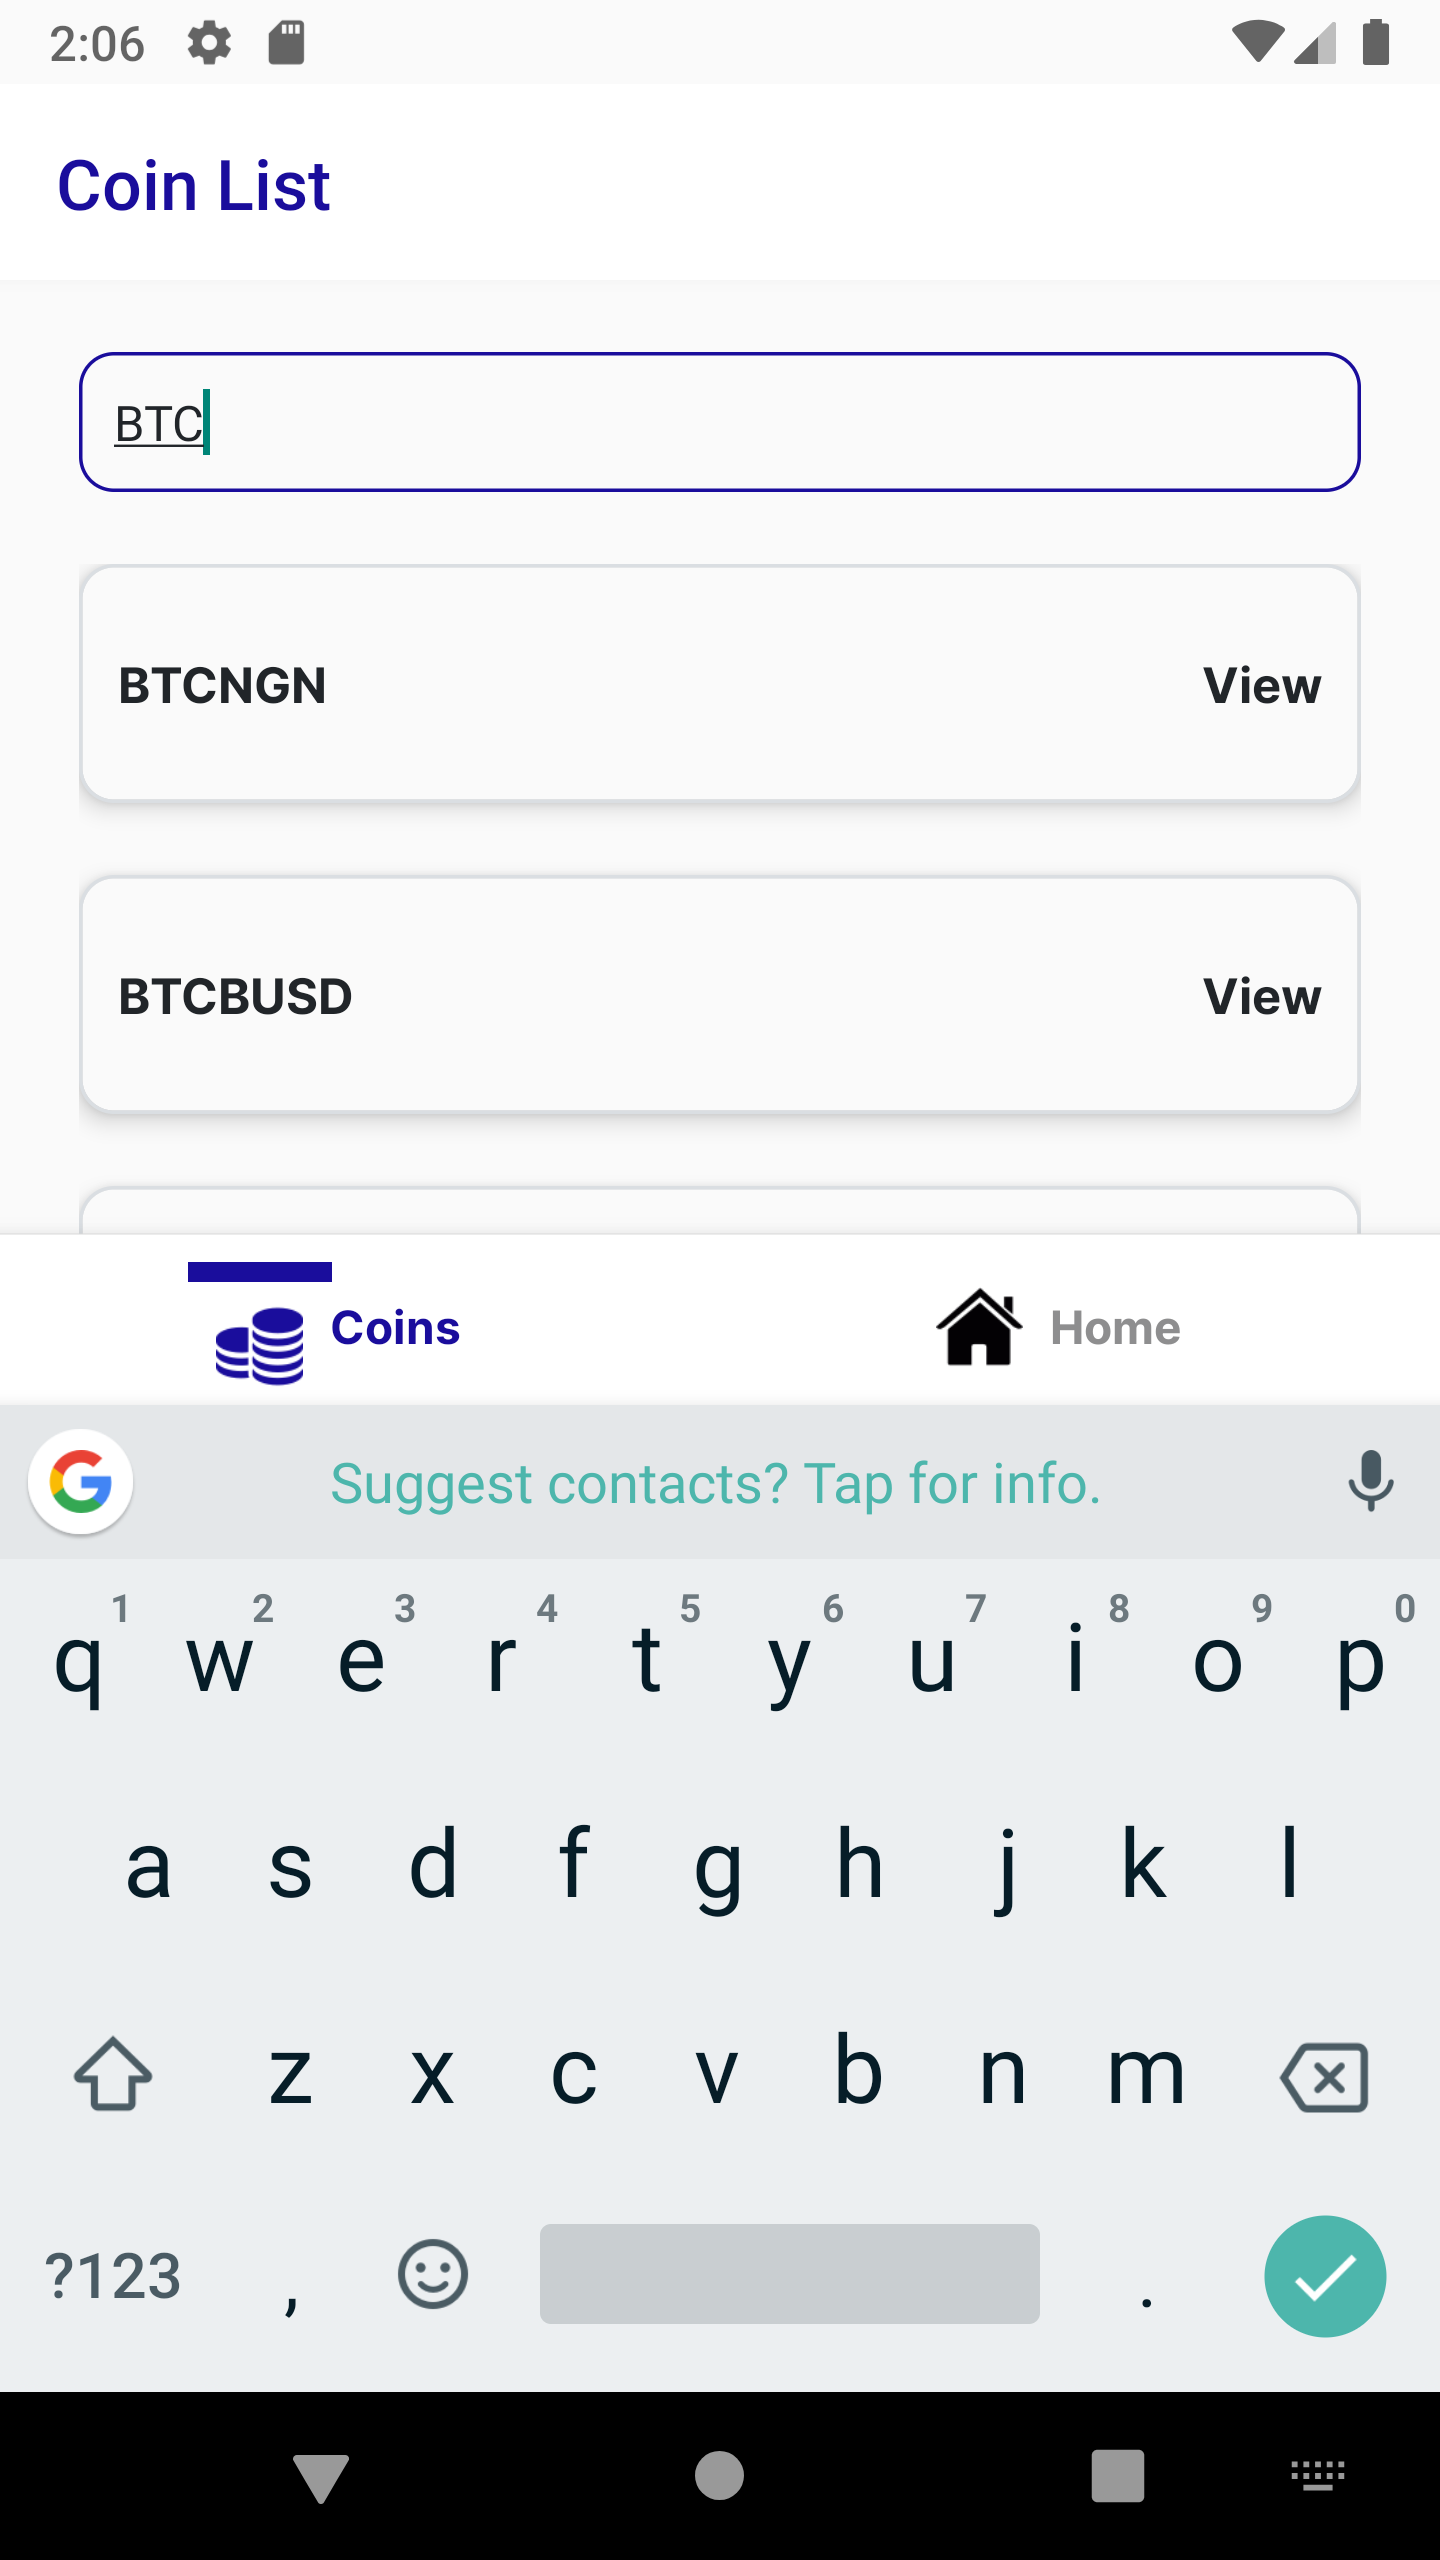 2:06
Coin List
BTC
BTCNGN View
BTCBUSD View
Coins Home
Suggest contacts? Tap for info.
1 2 3 4 5 6 7 8 9 0
q w e r t y u i o p
a s d f g h j k l
z x c v b n m
?123 , .